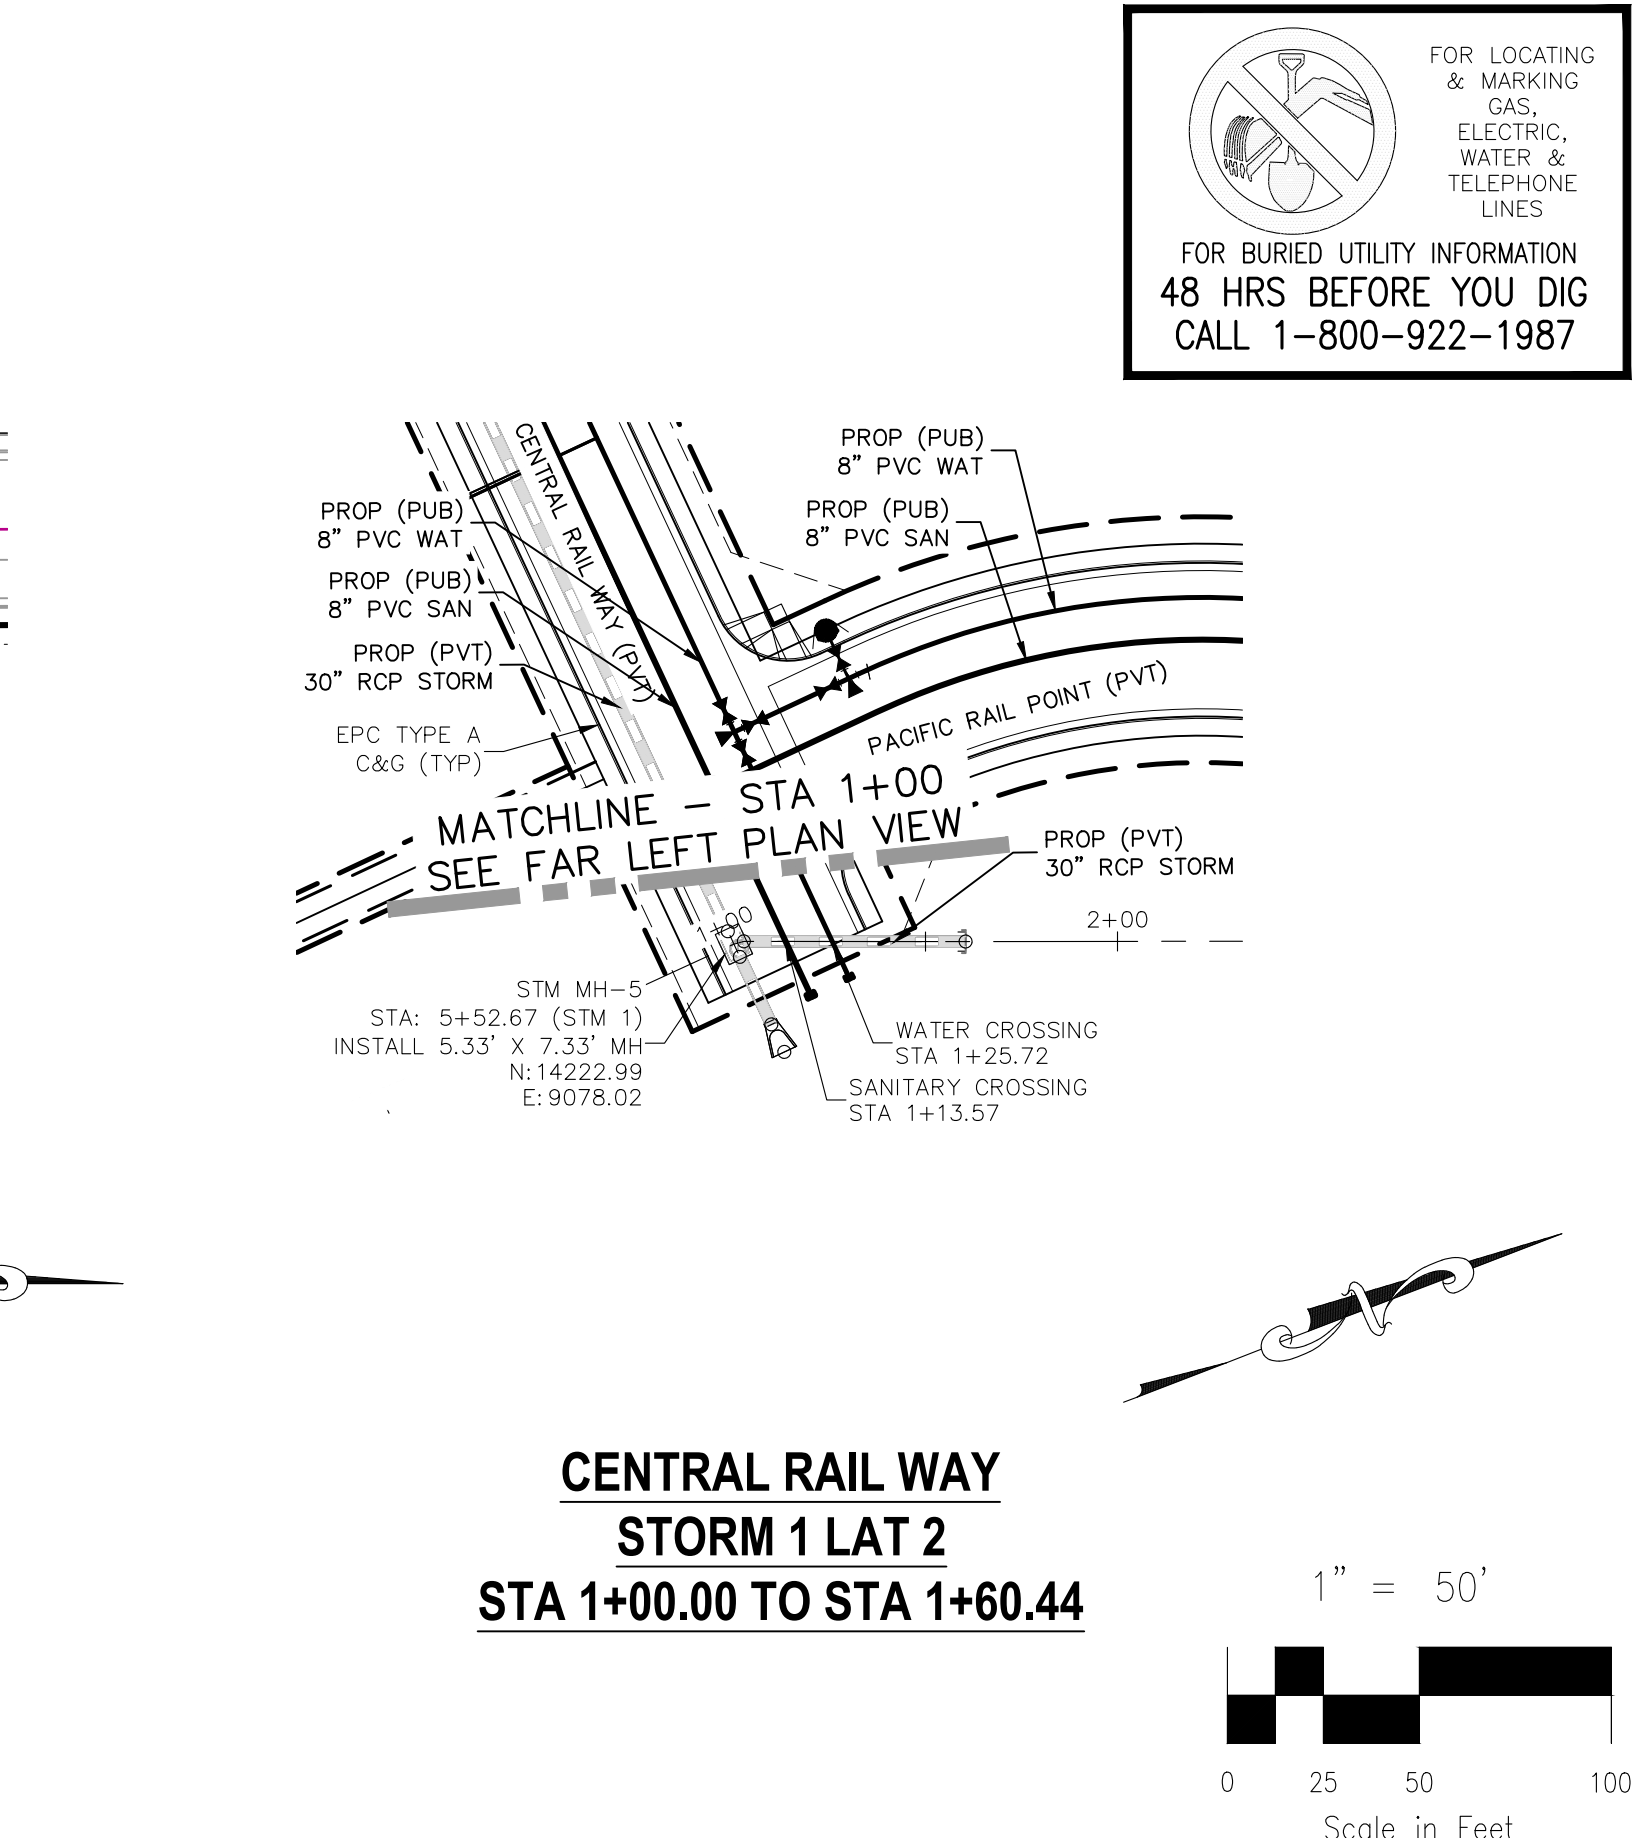 FOR LOCATING
& MARKING
GAS,
ELECTRIC,
WATER &
TELEPHONE
LINES
FOR BURIED UTILITY INFORMATION
48 HRS BEFORE YOU DIG
CALL 1-800-922-1987
PROP (PUB)
8" PVC WAT
PROP (PUB)
8" PVC SAN
CENTRAL RAIL WAY (PVT)
PROP (PUB)
8" PVC WAT
PROP (PUB)
8" PVC SAN
PROP (PVT)
30" RCP STORM
EPC TYPE A
C&G (TYP)
PACIFIC RAIL POINT (PVT)
MATCHLINE - STA 1+00
SEE FAR LEFT PLAN VIEW
PROP (PVT)
30" RCP STORM
1+00
2+00
STM MH-5
STA: 5+52.67 (STM 1)
INSTALL 5.33' X 7.33' MH
N:14222.99
E:9078.02
WATER CROSSING
STA 1+25.72
SANITARY CROSSING
STA 1+13.57
N
CENTRAL RAIL WAY
STORM 1 LAT 2
STA 1+00.00 TO STA 1+60.44
1" = 50'
0 25 50 100
Scale in Feet